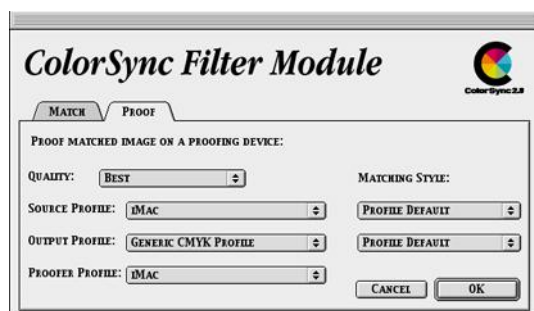 ColorSync Filter Module
ColorSync 2.5
MATCH PROOF
PROOF MATCHED IMAGE ON A PROOFING DEVICE:
QUALITY: BEST MATCHING STYLE:
SOURCE PROFILE: IMAC PROFILE DEFAULT
OUTPUT PROFILE: GENERIC CMYK PROFILE PROFILE DEFAULT
PROOFER PROFILE: IMAC
CANCEL OK